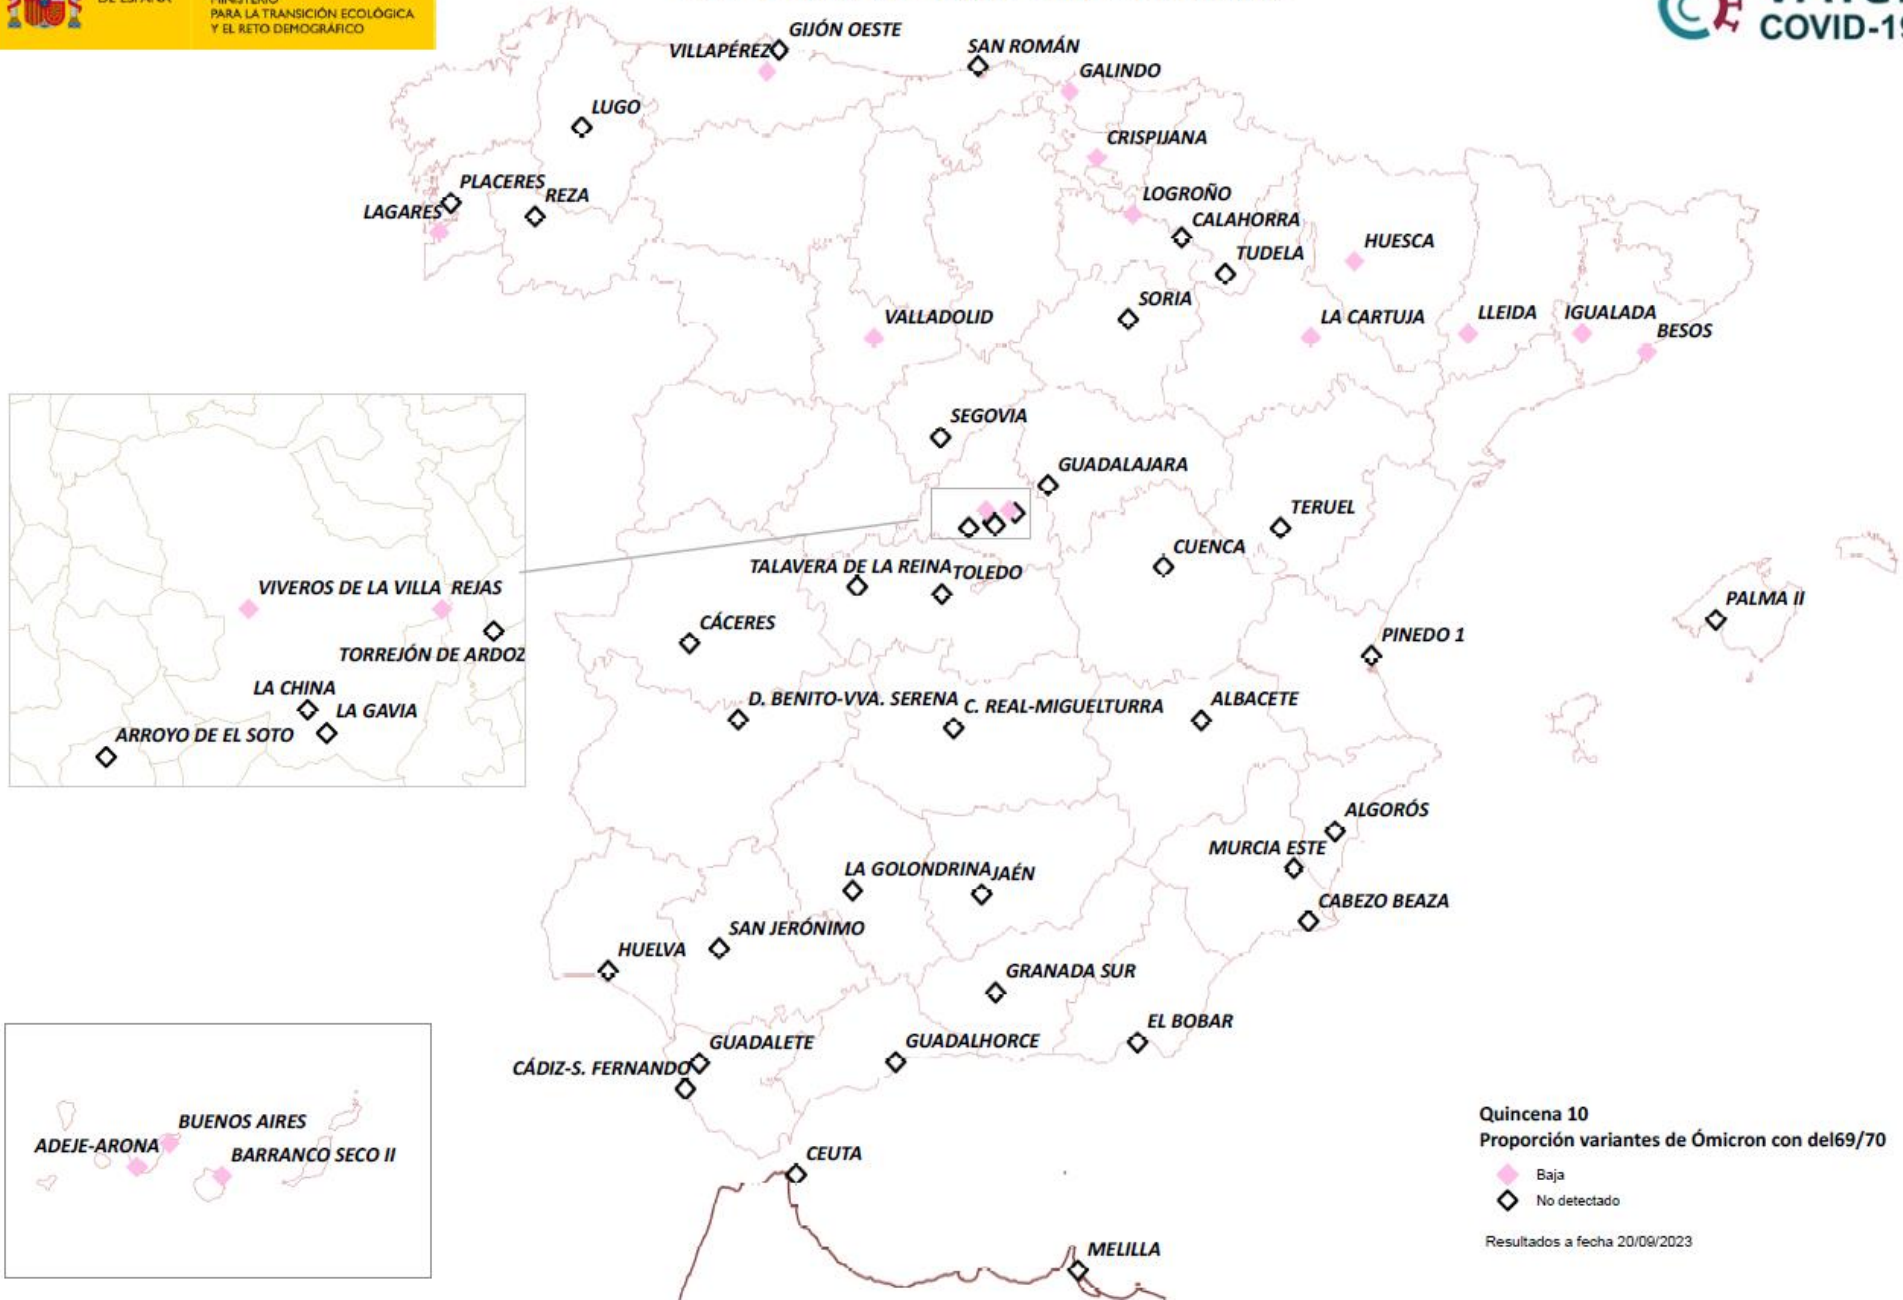 DE ESPAÑA
MINISTERIO
PARA LA TRANSICIÓN ECOLÓGICA
Y EL RETO DEMOGRÁFICO
COVID-19
GIJÓN OESTE
VILLAPÉREZ
SAN ROMÁN
GALINDO
LUGO
CRISPIJANA
PLACERES
REZA
LAGARES
LOGROÑO
CALAHORRA
TUDELA
HUESCA
SORIA
VALLADOLID
LA CARTUJA
LLEIDA
IGUALADA
BESOS
SEGOVIA
GUADALAJARA
TERUEL
CUENCA
TALAVERA DE LA REINA
TOLEDO
VIVEROS DE LA VILLA
REJAS
TORREJÓN DE ARDOZ
LA CHINA
LA GAVIA
ARROYO DE EL SOTO
CÁCERES
PALMA II
PINEDO 1
D. BENITO-VVA. SERENA
C. REAL-MIGUELTURRA
ALBACETE
ALGORÓS
MURCIA ESTE
LA GOLONDRINA
JAÉN
CABEZO BEAZA
SAN JERÓNIMO
HUELVA
GRANADA SUR
EL BOBAR
GUADALETE
GUADALHORCE
CÁDIZ-S. FERNANDO
BUENOS AIRES
ADEJE-ARONA
BARRANCO SECO II
CEUTA
MELILLA
Quincena 10
Proporción variantes de Ómicron con del69/70
Baja
No detectado
Resultados a fecha 20/09/2023